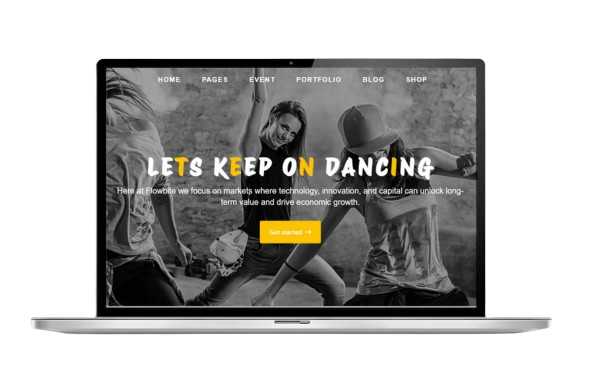 HOME PAGES EVENT PORTFOLIO BLOG SHOP
LETS KEEP ON DANCING
Here at Flowbite we focus on markets where technology, innovation, and capital can unlock long-
term value and drive economic growth.
Get started →